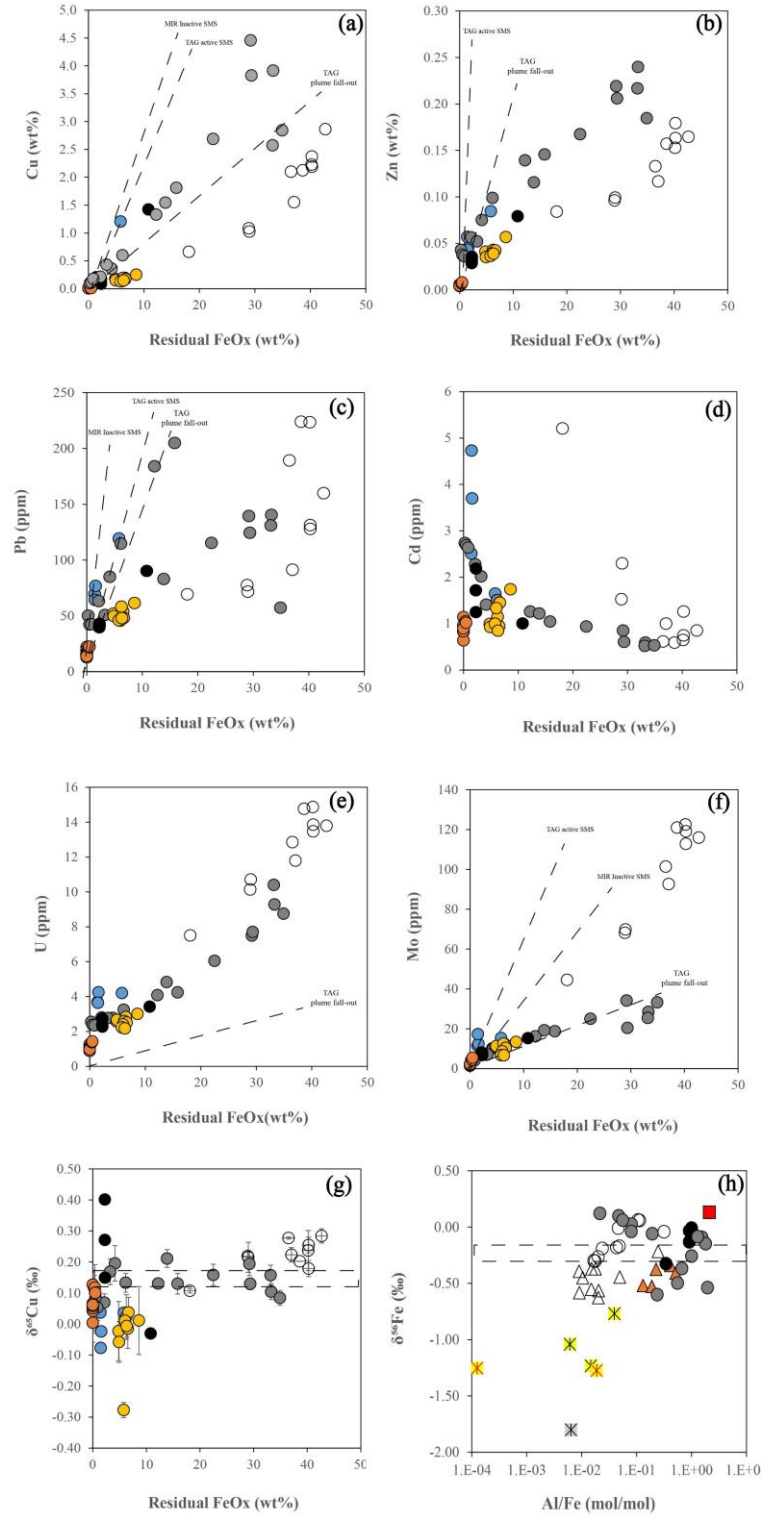 (a)
MIR Inactive SMS
TAG active SMS
TAG
plume fall-out
Cu (wt%)
5.0
4.5
4.0
3.5
3.0
2.5
2.0
1.5
1.0
0.5
0.0
0 10 20 30 40 50
Residual FeOx (wt%)
(b)
TAG active SMS
TAG
plume fall-out
Zn (wt%)
0.30
0.25
0.20
0.15
0.10
0.05
0.00
0 10 20 30 40 50
Residual FeOx (wt%)
(c)
TAG active SMS
TAG
plume fall-out
MIR Inactive SMS
Pb (ppm)
250
200
150
100
50
0
0 10 20 30 40 50
Residual FeOx (wt%)
(d)
Cd (ppm)
6
5
4
3
2
1
0
0 10 20 30 40 50
Residual FeOx (wt%)
(e)
TAG
plume fall-out
U (ppm)
16
14
12
10
8
6
4
2
0
0 10 20 30 40 50
Residual FeOx(wt%)
(f)
TAG active SMS
MIR Inactive SMS
TAG
plume fall-out
Mo (ppm)
140
120
100
80
60
40
20
0
0 10 20 30 40 50
Residual FeOx (wt%)
(g)
δ⁶⁵Cu (‰)
0.50
0.40
0.30
0.20
0.10
0.00
-0.10
-0.20
-0.30
-0.40
0 10 20 30 40 50
Residual FeOx (wt%)
(h)
δ⁵⁶Fe (‰)
0.50
0.00
-0.50
-1.00
-1.50
-2.00
1.E-04 1.E-03 1.E-02 1.E-01 1.E+00 1.E+0
Al/Fe (mol/mol)